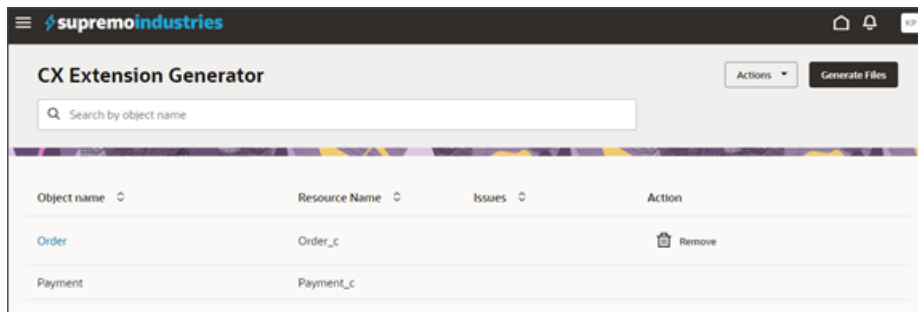 supremoindustries
KP
CX Extension Generator
Actions
Generate Files
Search by object name
Object name Resource Name Issues Action
Order Order_c Remove
Payment Payment_c